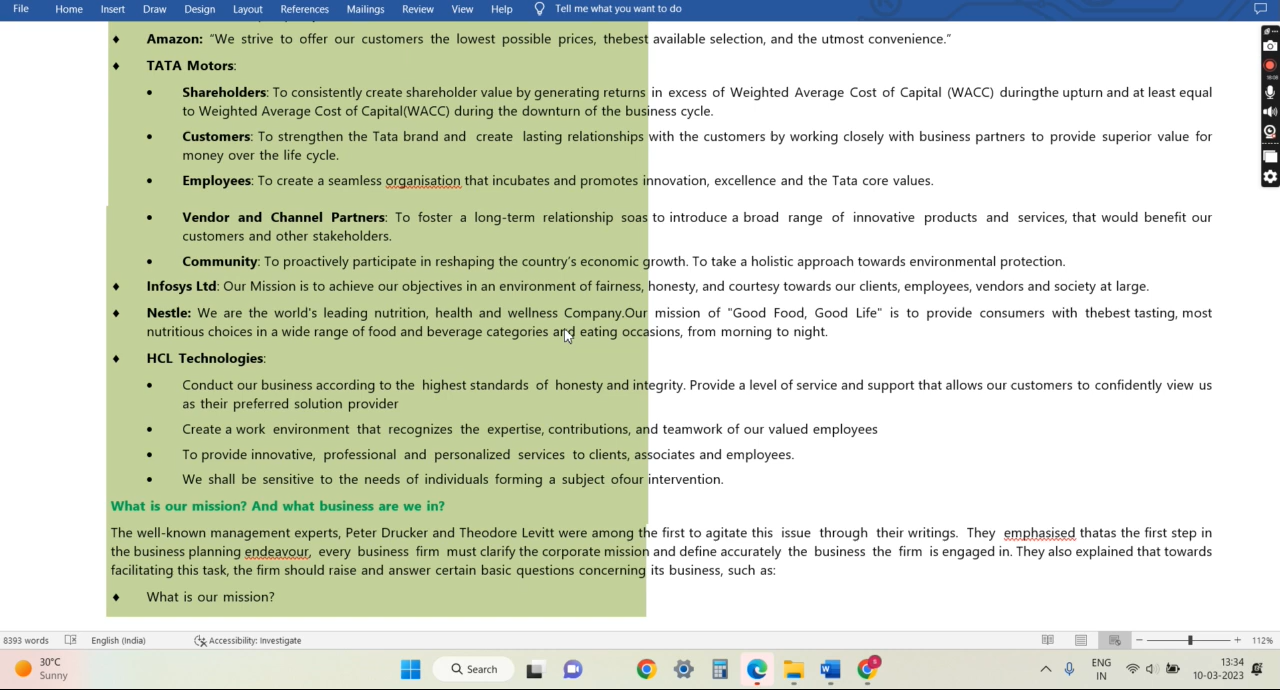 File Home Insert Draw Design Layout References Mailings Review View Help Tell me what you want to do
♦ Amazon: “We strive to offer our customers the lowest possible prices, thebest available selection, and the utmost convenience.”
♦ TATA Motors:
• Shareholders: To consistently create shareholder value by generating returns in excess of Weighted Average Cost of Capital (WACC) duringthe upturn and at least equal
to Weighted Average Cost of Capital(WACC) during the downturn of the business cycle.
• Customers: To strengthen the Tata brand and create lasting relationships with the customers by working closely with business partners to provide superior value for
money over the life cycle.
• Employees: To create a seamless organisation that incubates and promotes innovation, excellence and the Tata core values.
• Vendor and Channel Partners: To foster a long-term relationship soas to introduce a broad range of innovative products and services, that would benefit our
customers and other stakeholders.
• Community: To proactively participate in reshaping the country’s economic growth. To take a holistic approach towards environmental protection.
♦ Infosys Ltd: Our Mission is to achieve our objectives in an environment of fairness, honesty, and courtesy towards our clients, employees, vendors and society at large.
♦ Nestle: We are the world's leading nutrition, health and wellness Company.Our mission of "Good Food, Good Life" is to provide consumers with thebest tasting, most
nutritious choices in a wide range of food and beverage categories and eating occasions, from morning to night.
♦ HCL Technologies:
• Conduct our business according to the highest standards of honesty and integrity. Provide a level of service and support that allows our customers to confidently view us
as their preferred solution provider
• Create a work environment that recognizes the expertise, contributions, and teamwork of our valued employees
• To provide innovative, professional and personalized services to clients, associates and employees.
• We shall be sensitive to the needs of individuals forming a subject ofour intervention.
What is our mission? And what business are we in?
The well-known management experts, Peter Drucker and Theodore Levitt were among the first to agitate this issue through their writings. They emphasised thatas the first step in
the business planning endeavour, every business firm must clarify the corporate mission and define accurately the business the firm is engaged in. They also explained that towards
facilitating this task, the firm should raise and answer certain basic questions concerning its business, such as:
♦ What is our mission?
8393 words English (India) Accessibility: Investigate 112%
30°C
Sunny
Search
ENG
IN
13:34
10-03-2023